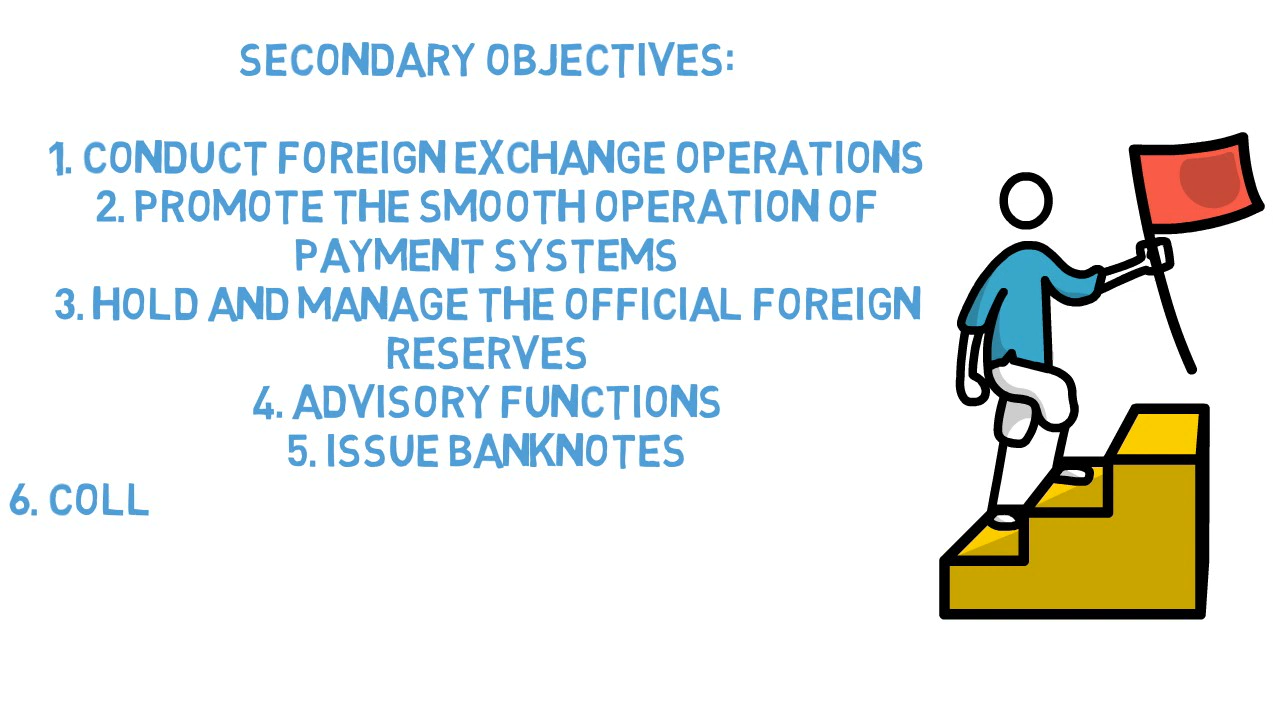 SECONDARY OBJECTIVES:
1. CONDUCT FOREIGN EXCHANGE OPERATIONS
2. PROMOTE THE SMOOTH OPERATION OF
PAYMENT SYSTEMS
3. HOLD AND MANAGE THE OFFICIAL FOREIGN
RESERVES
4. ADVISORY FUNCTIONS
5. ISSUE BANKNOTES
6. COLL